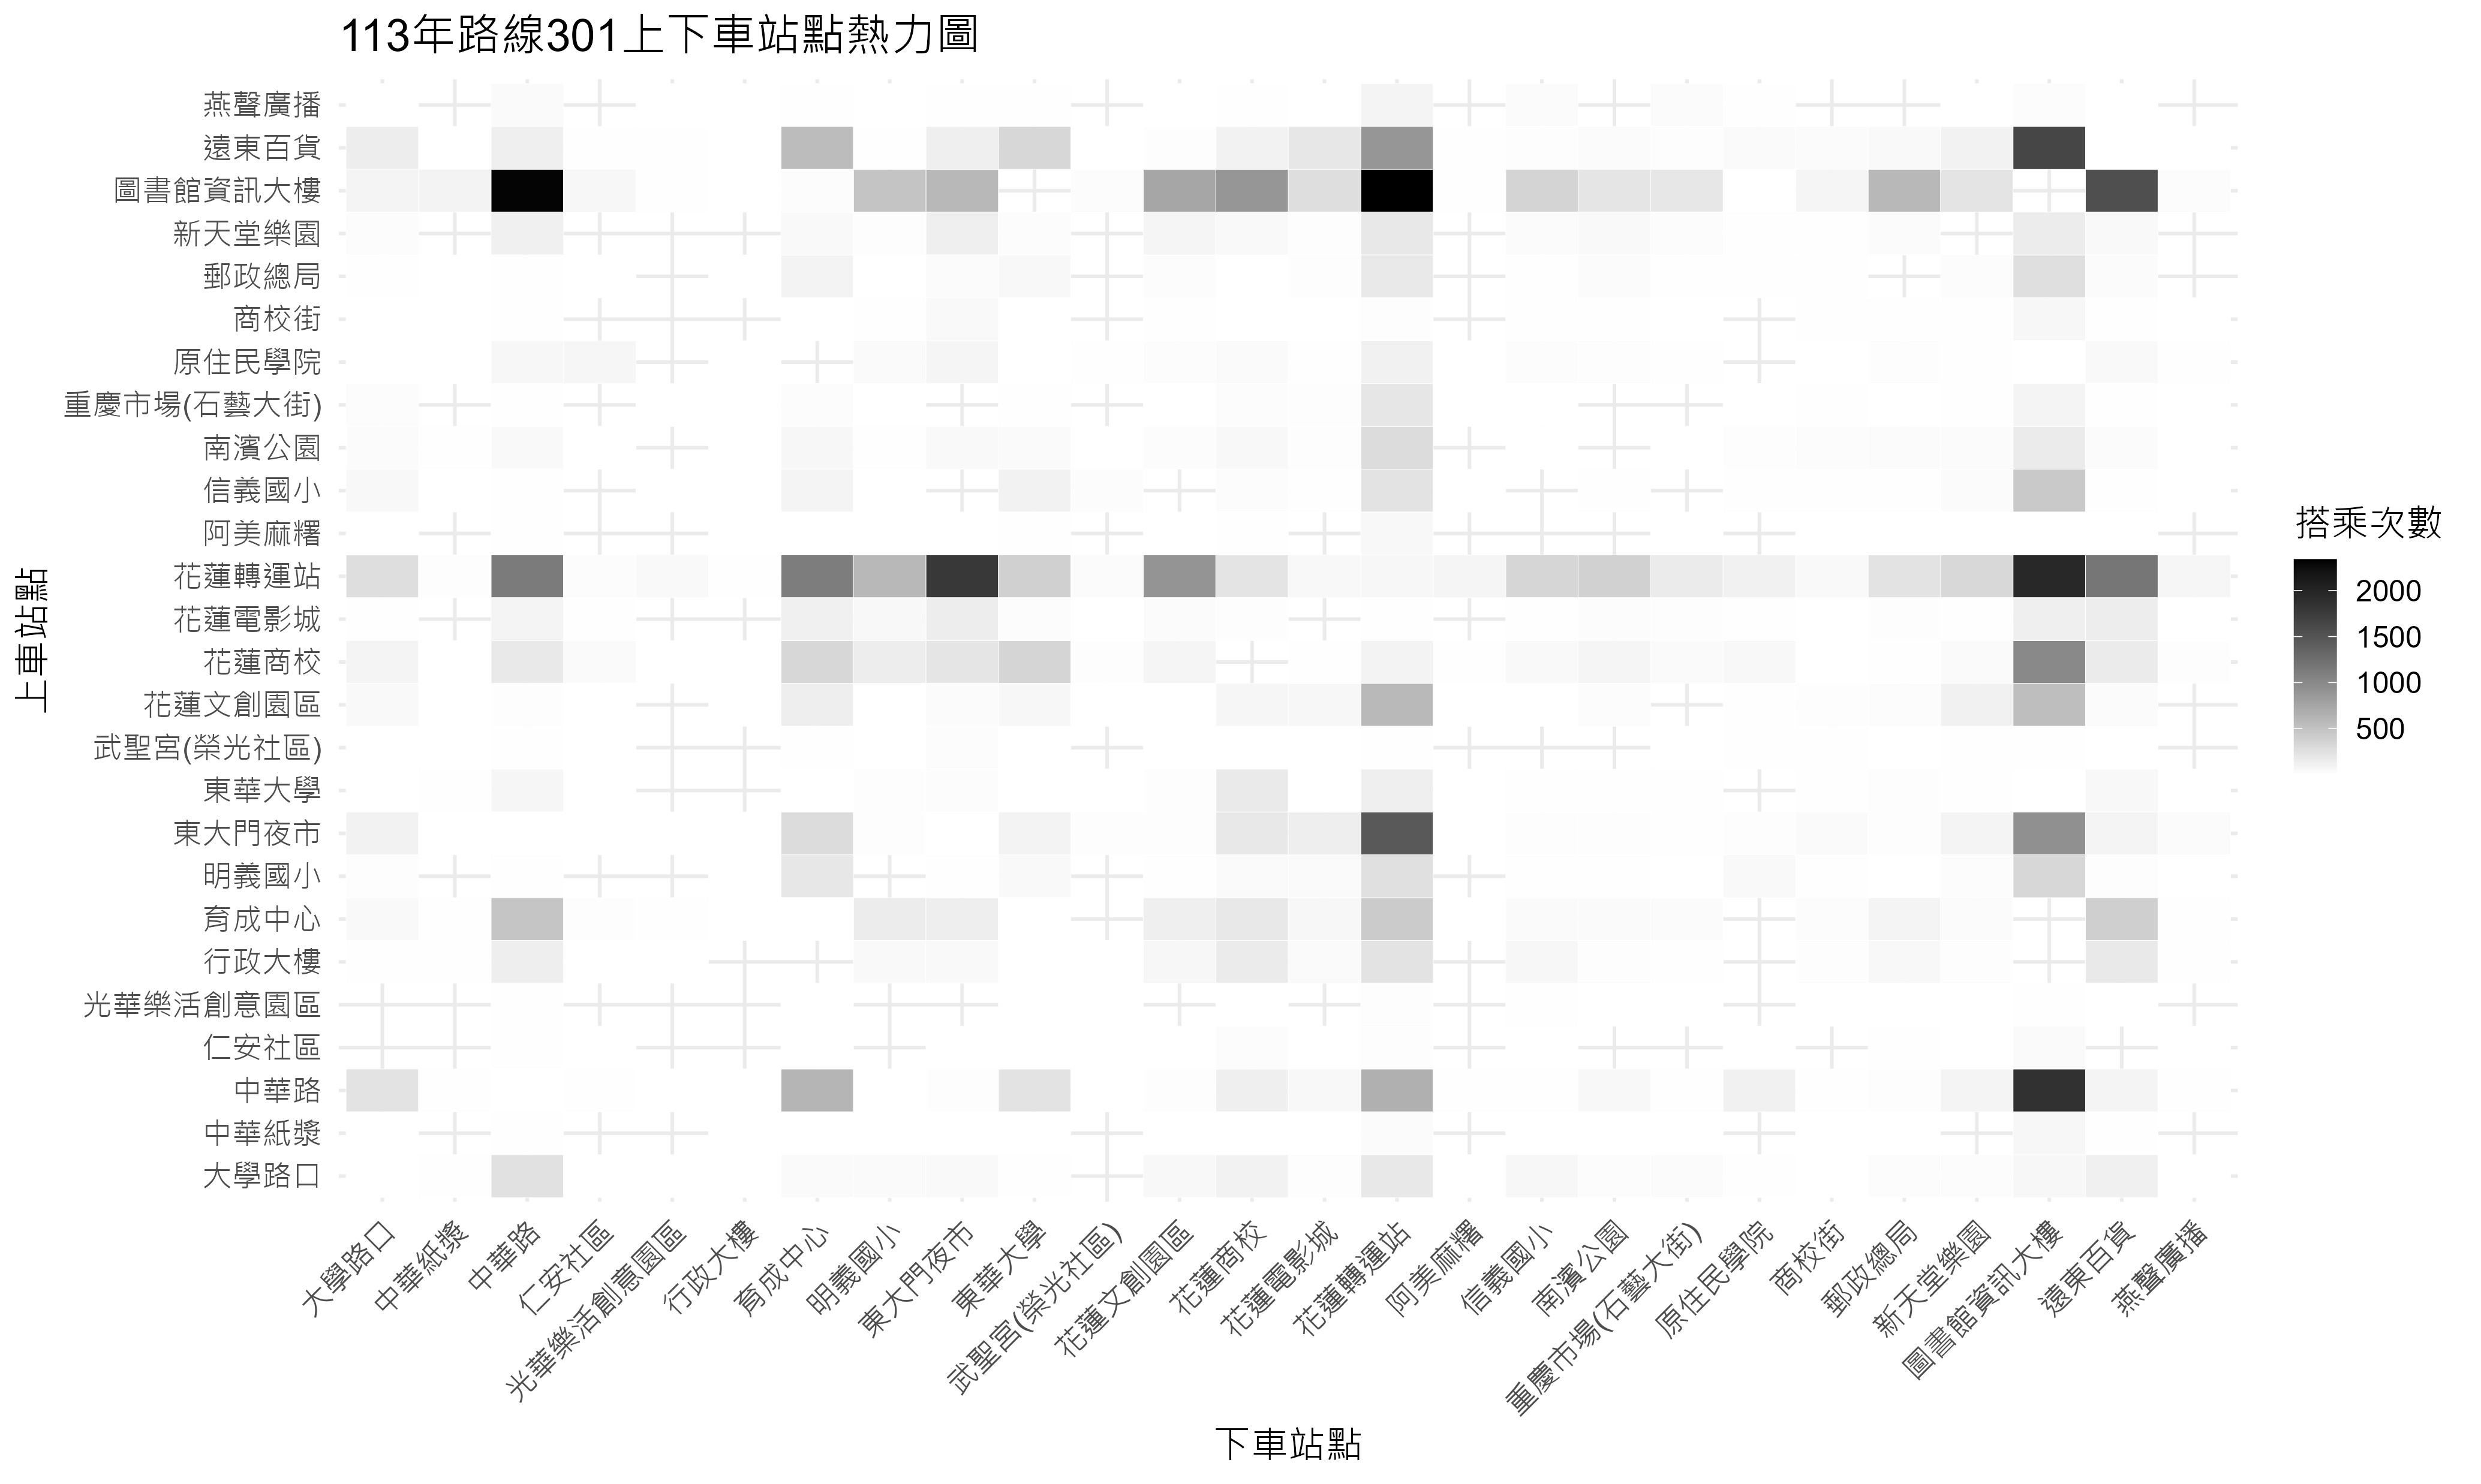 113年路線301上下車站點熱力圖
上車站點
燕聲廣播
遠東百貨
圖書館資訊大樓
新天堂樂園
郵政總局
商校街
原住民學院
重慶市場(石藝大街)
南濱公園
信義國小
阿美麻糬
花蓮轉運站
花蓮電影城
花蓮商校
花蓮文創園區
武聖宮(榮光社區)
東華大學
東大門夜市
明義國小
育成中心
行政大樓
光華樂活創意園區
仁安社區
中華路
中華紙漿
大學路口
大學路口
中華紙漿
中華路
仁安社區
光華樂活創意園區
行政大樓
育成中心
明義國小
東大門夜市
東華大學
武聖宮(榮光社區)
花蓮文創園區
花蓮商校
花蓮電影城
花蓮轉運站
阿美麻糬
信義國小
南濱公園
重慶市場(石藝大街)
原住民學院
商校街
郵政總局
新天堂樂園
圖書館資訊大樓
遠東百貨
燕聲廣播
下車站點
搭乘次數
2000
1500
1000
500